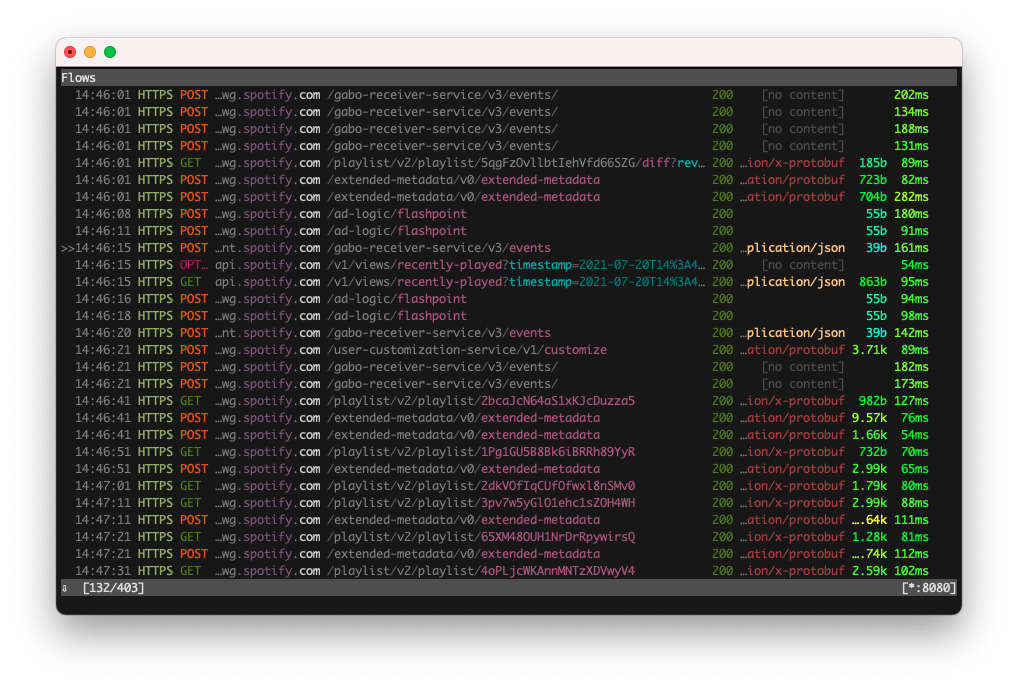 Flows
14:46:01 HTTPS POST …wg.spotify.com /gabo-receiver-service/v3/events/ 200 [no content] 202ms
14:46:01 HTTPS POST …wg.spotify.com /gabo-receiver-service/v3/events/ 200 [no content] 134ms
14:46:01 HTTPS POST …wg.spotify.com /gabo-receiver-service/v3/events/ 200 [no content] 188ms
14:46:01 HTTPS POST …wg.spotify.com /gabo-receiver-service/v3/events/ 200 [no content] 131ms
14:46:01 HTTPS GET …wg.spotify.com /playlist/v2/playlist/5qgFzOvllbtIehVfd66SZG/diff?rev… 200 …ion/x-protobuf 185b 89ms
14:46:01 HTTPS POST …wg.spotify.com /extended-metadata/v0/extended-metadata 200 …ation/protobuf 723b 82ms
14:46:01 HTTPS POST …wg.spotify.com /extended-metadata/v0/extended-metadata 200 …ation/protobuf 704b 282ms
14:46:08 HTTPS POST …wg.spotify.com /ad-logic/flashpoint 200 55b 180ms
14:46:11 HTTPS POST …wg.spotify.com /ad-logic/flashpoint 200 55b 91ms
>>14:46:15 HTTPS POST …nt.spotify.com /gabo-receiver-service/v3/events 200 …plication/json 39b 161ms
14:46:15 HTTPS OPT… api.spotify.com /v1/views/recently-played?timestamp=2021-07-20T14%3A4… 200 [no content] 54ms
14:46:15 HTTPS GET api.spotify.com /v1/views/recently-played?timestamp=2021-07-20T14%3A4… 200 …plication/json 863b 95ms
14:46:16 HTTPS POST …wg.spotify.com /ad-logic/flashpoint 200 55b 94ms
14:46:18 HTTPS POST …wg.spotify.com /ad-logic/flashpoint 200 55b 98ms
14:46:20 HTTPS POST …nt.spotify.com /gabo-receiver-service/v3/events 200 …plication/json 39b 142ms
14:46:21 HTTPS POST …wg.spotify.com /user-customization-service/v1/customize 200 …ation/protobuf 3.71k 89ms
14:46:21 HTTPS POST …wg.spotify.com /gabo-receiver-service/v3/events/ 200 [no content] 182ms
14:46:21 HTTPS POST …wg.spotify.com /gabo-receiver-service/v3/events/ 200 [no content] 173ms
14:46:41 HTTPS GET …wg.spotify.com /playlist/v2/playlist/2bcaJcN64aS1xKJcDuzza5 200 …ion/x-protobuf 982b 127ms
14:46:41 HTTPS POST …wg.spotify.com /extended-metadata/v0/extended-metadata 200 …ation/protobuf 9.57k 76ms
14:46:41 HTTPS POST …wg.spotify.com /extended-metadata/v0/extended-metadata 200 …ation/protobuf 1.66k 54ms
14:46:51 HTTPS GET …wg.spotify.com /playlist/v2/playlist/1Pg1GU5B8Bk6iBRRh89YyR 200 …ion/x-protobuf 732b 70ms
14:46:51 HTTPS POST …wg.spotify.com /extended-metadata/v0/extended-metadata 200 …ation/protobuf 2.99k 65ms
14:47:01 HTTPS GET …wg.spotify.com /playlist/v2/playlist/2dkVOfIqCUfOfwxl8nSMv0 200 …ion/x-protobuf 1.79k 80ms
14:47:11 HTTPS GET …wg.spotify.com /playlist/v2/playlist/3pv7w5yGlO1ehc1sZOH4WH 200 …ion/x-protobuf 2.99k 88ms
14:47:11 HTTPS POST …wg.spotify.com /extended-metadata/v0/extended-metadata 200 …ation/protobuf ….64k 111ms
14:47:21 HTTPS GET …wg.spotify.com /playlist/v2/playlist/65XM48OUH1NrDrRpywirsQ 200 …ion/x-protobuf 1.28k 81ms
14:47:21 HTTPS POST …wg.spotify.com /extended-metadata/v0/extended-metadata 200 …ation/protobuf ….74k 112ms
14:47:31 HTTPS GET …wg.spotify.com /playlist/v2/playlist/4oPLjcWKAnnMNTzXDVwyV4 200 …ion/x-protobuf 2.59k 102ms
⇩ [132/403] [*:8080]